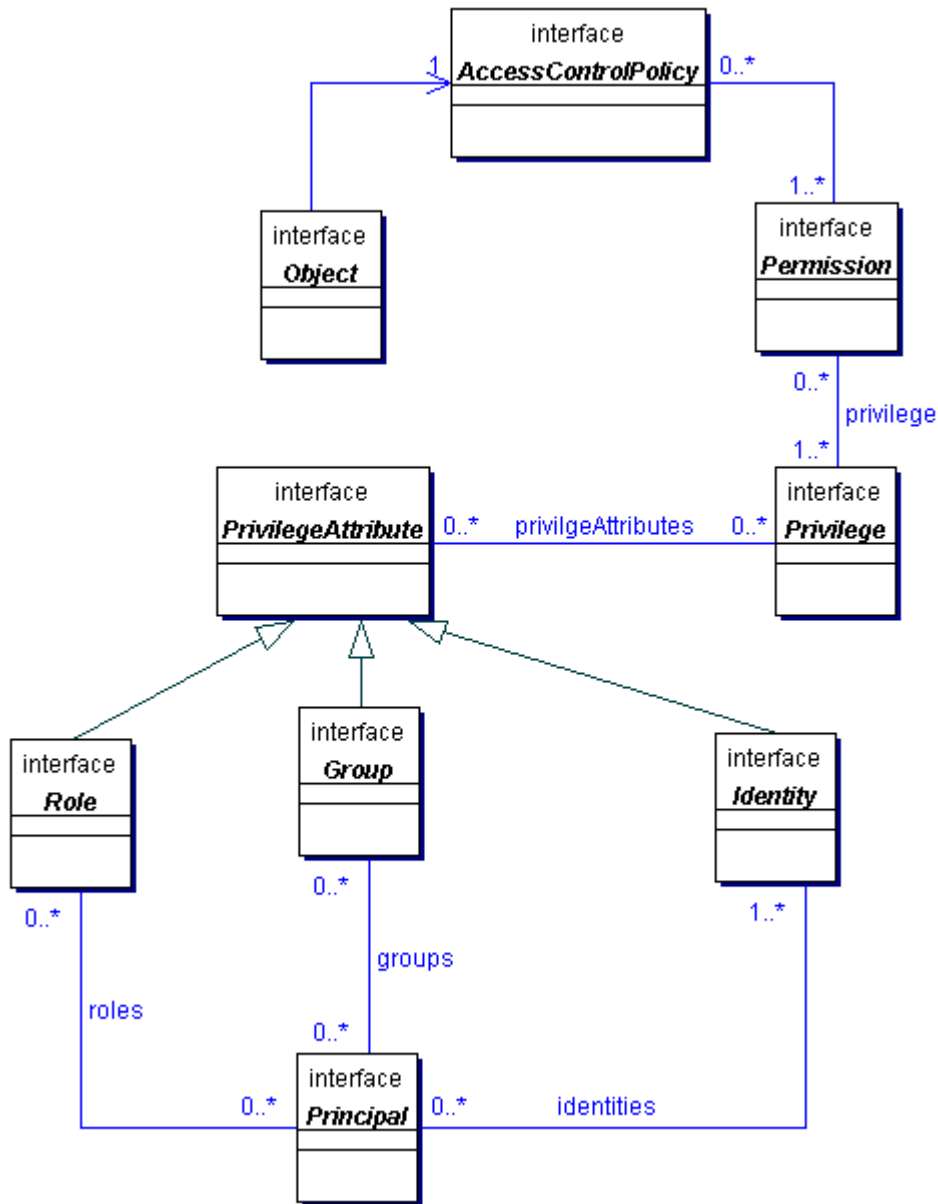 interface
AccessControlPolicy
1
0..*
1..*
interface
Object
interface
Permission
0..*
privilege
1..*
interface
PrivilegeAttribute
0..*
privilgeAttributes
0..*
interface
Privilege
interface
Role
interface
Group
interface
Identity
0..*
0..*
1..*
groups
roles
0..*
interface
Principal
0..*
0..*
identities